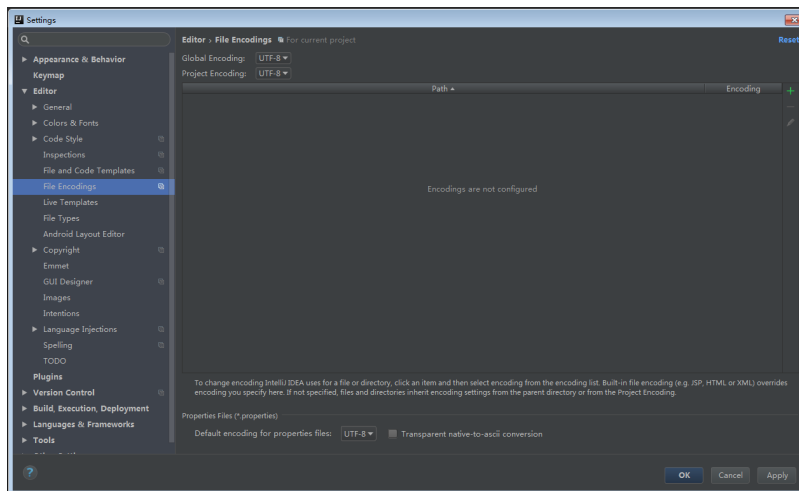 Settings
Editor › File Encodings For current project
Reset
Appearance & Behavior
Keymap
Editor
General
Colors & Fonts
Code Style
Inspections
File and Code Templates
File Encodings
Live Templates
File Types
Android Layout Editor
Copyright
Emmet
GUI Designer
Images
Intentions
Language Injections
Spelling
TODO
Plugins
Version Control
Build, Execution, Deployment
Languages & Frameworks
Tools
Global Encoding: UTF-8
Project Encoding: UTF-8
Path Encoding
Encodings are not configured
To change encoding IntelliJ IDEA uses for a file or directory, click an item and then select encoding from the encoding list. Built-in file encoding (e.g. JSP, HTML or XML) overrides
encoding you specify here. If not specified, files and directories inherit encoding settings from the parent directory or from the Project Encoding.
Properties Files (*.properties)
Default encoding for properties files: UTF-8 Transparent native-to-ascii conversion
? OK Cancel Apply